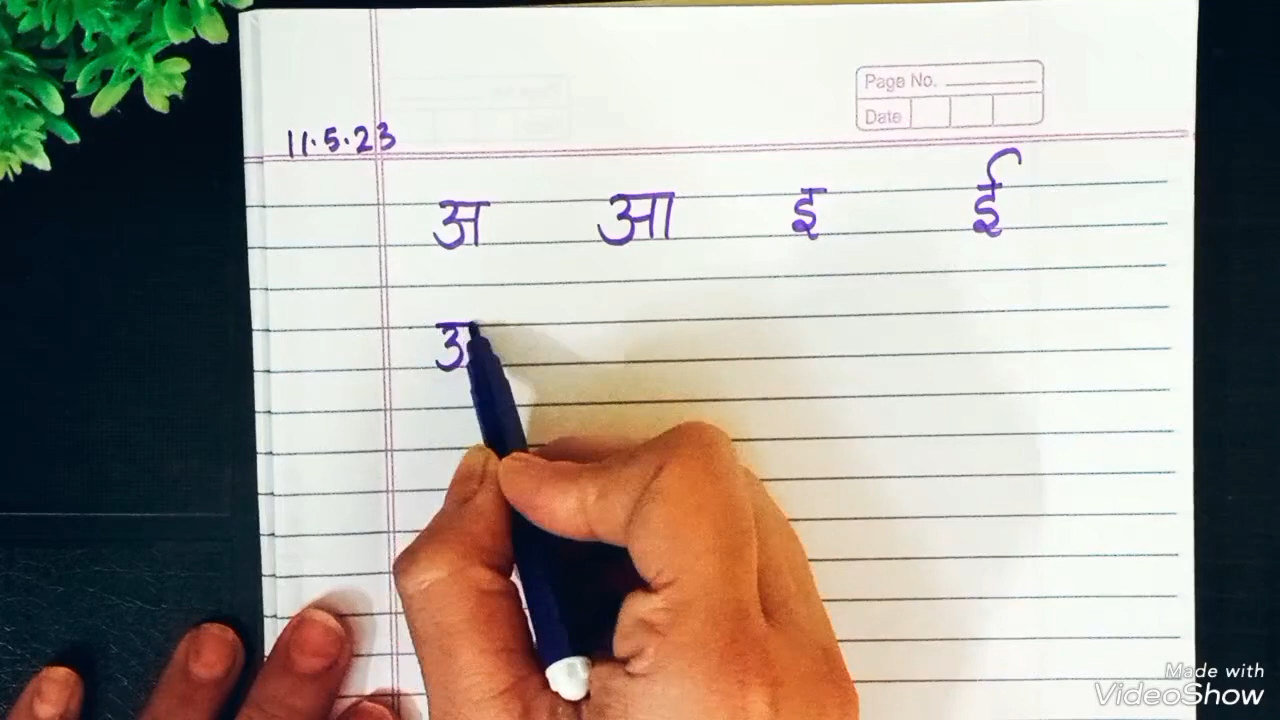 Page No.
Date
11.5.23
अ आ इ ई
उ
Made with
VideoShow